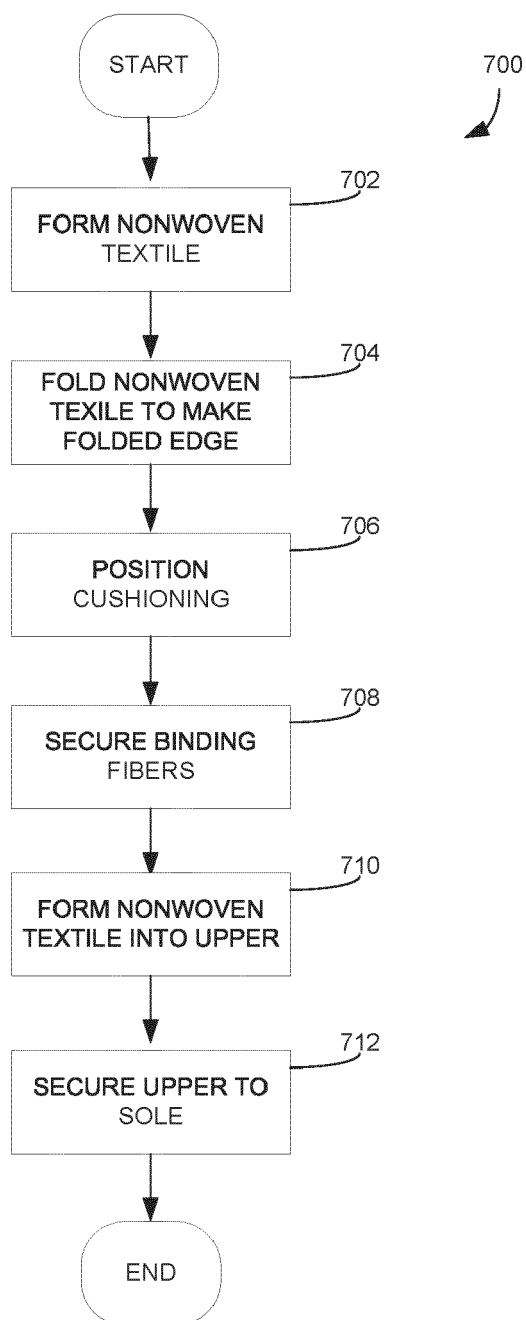 START
700
702
FORM NONWOVEN
TEXTILE
704
FOLD NONWOVEN
TEXILE TO MAKE
FOLDED EDGE
706
POSITION
CUSHIONING
708
SECURE BINDING
FIBERS
710
FORM NONWOVEN
TEXTILE INTO UPPER
712
SECURE UPPER TO
SOLE
END